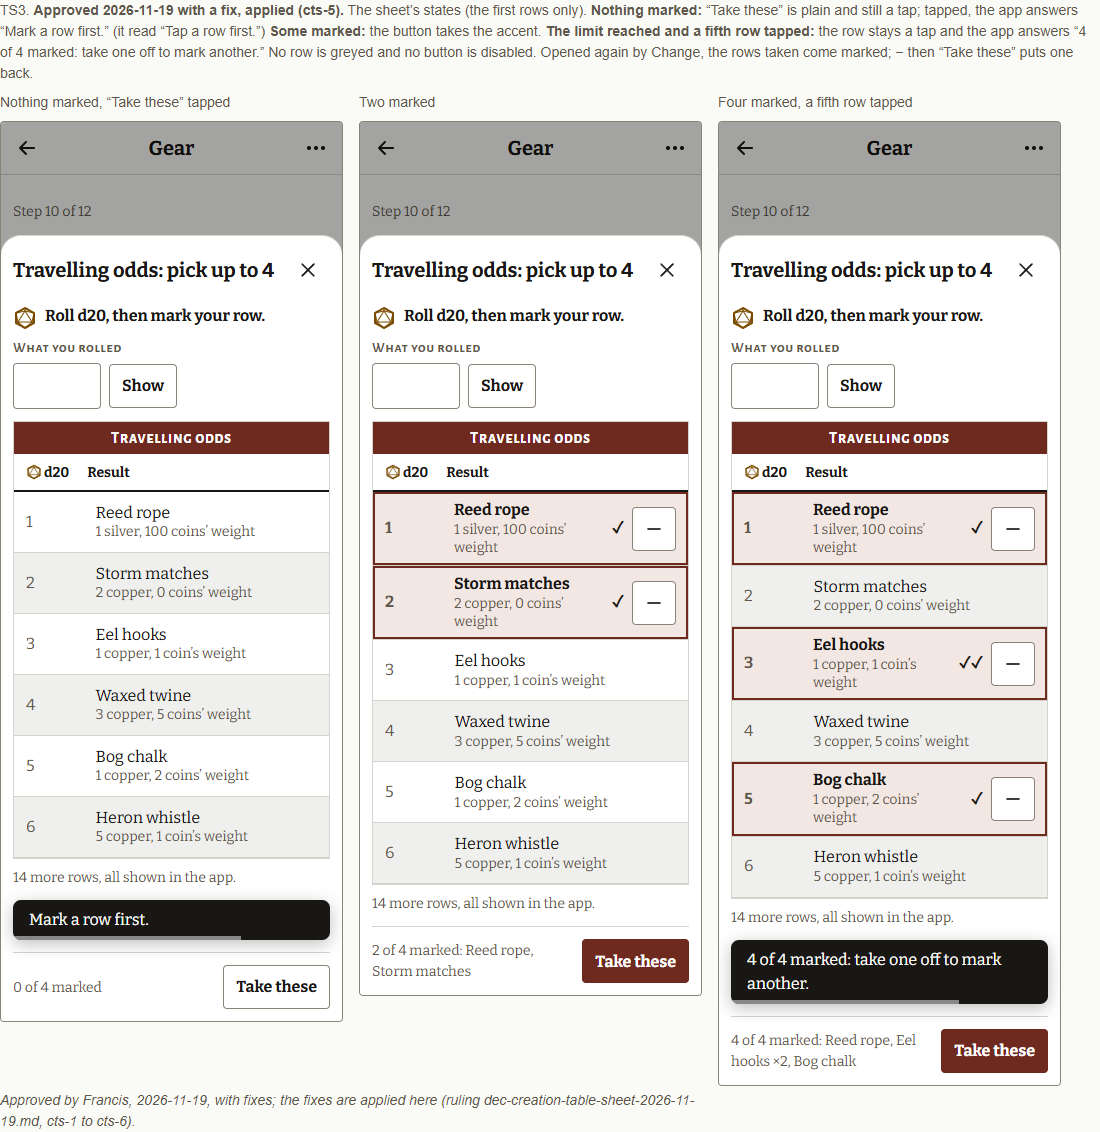 TS3. Approved 2026-11-19 with a fix, applied (cts-5). The sheet’s states (the first rows only). Nothing marked: “Take these” is plain and still a tap; tapped, the app answers
“Mark a row first.” (it read “Tap a row first.”) Some marked: the button takes the accent. The limit reached and a fifth row tapped: the row stays a tap and the app answers “4
of 4 marked: take one off to mark another.” No row is greyed and no button is disabled. Opened again by Change, the rows taken come marked; − then “Take these” puts one
back.
Nothing marked, “Take these” tapped
Gear
Step 10 of 12
Travelling odds: pick up to 4
Roll d20, then mark your row.
What you rolled
Show
Travelling odds
d20 Result
1 Reed rope
1 silver, 100 coins’ weight
2 Storm matches
2 copper, 0 coins’ weight
3 Eel hooks
1 copper, 1 coin’s weight
4 Waxed twine
3 copper, 5 coins’ weight
5 Bog chalk
1 copper, 2 coins’ weight
6 Heron whistle
5 copper, 1 coin’s weight
14 more rows, all shown in the app.
Mark a row first.
0 of 4 marked
Take these
Two marked
Gear
Step 10 of 12
Travelling odds: pick up to 4
Roll d20, then mark your row.
What you rolled
Show
Travelling odds
d20 Result
1 Reed rope
1 silver, 100 coins’
weight
✓ −
2 Storm matches
2 copper, 0 coins’
weight
✓ −
3 Eel hooks
1 copper, 1 coin’s weight
4 Waxed twine
3 copper, 5 coins’ weight
5 Bog chalk
1 copper, 2 coins’ weight
6 Heron whistle
5 copper, 1 coin’s weight
14 more rows, all shown in the app.
2 of 4 marked: Reed rope,
Storm matches
Take these
Four marked, a fifth row tapped
Gear
Step 10 of 12
Travelling odds: pick up to 4
Roll d20, then mark your row.
What you rolled
Show
Travelling odds
d20 Result
1 Reed rope
1 silver, 100 coins’
weight
✓ −
2 Storm matches
2 copper, 0 coins’ weight
3 Eel hooks
1 copper, 1 coin’s
weight
✓✓ −
4 Waxed twine
3 copper, 5 coins’ weight
5 Bog chalk
1 copper, 2 coins’
weight
✓ −
6 Heron whistle
5 copper, 1 coin’s weight
14 more rows, all shown in the app.
4 of 4 marked: take one off to mark
another.
4 of 4 marked: Reed rope, Eel
hooks ×2, Bog chalk
Take these
Approved by Francis, 2026-11-19, with fixes; the fixes are applied here (ruling dec-creation-table-sheet-2026-11-
19.md, cts-1 to cts-6).